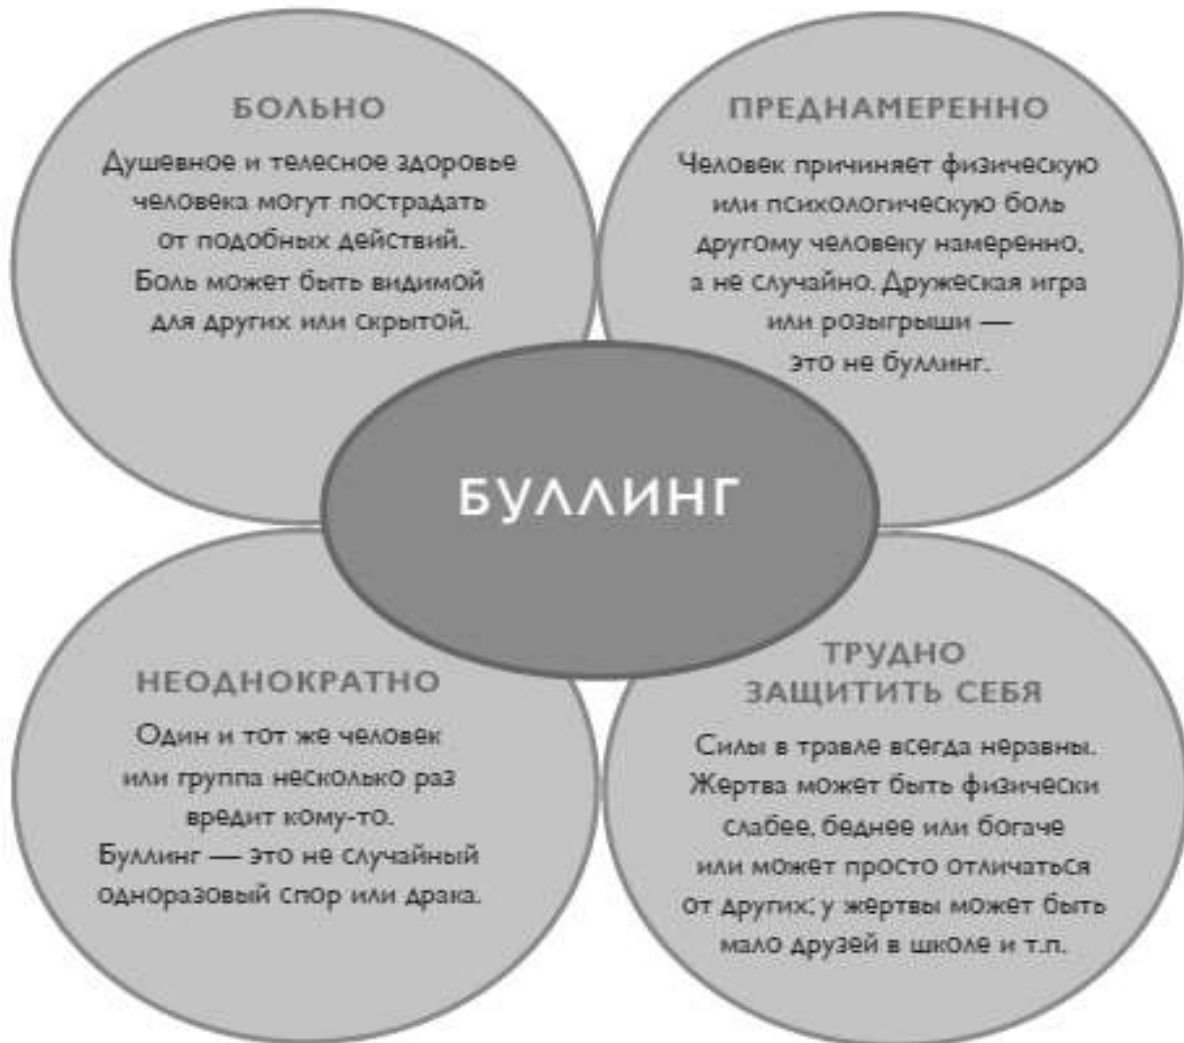 БОЛЬНО
Душевное и телесное здоровье
человека могут пострадать
от подобных действий.
Боль может быть видимой
для других или скрытой.
ПРЕДНАМЕРЕННО
Человек причиняет физическую
или психологическую боль
другому человеку намеренно,
а не случайно. Дружеская игра
или розыгрыши —
это не буллинг.
БУЛЛИНГ
НЕОДНОКРАТНО
Один и тот же человек
или группа несколько раз
вредит кому-то.
Буллинг — это не случайный
одноразовый спор или драка.
ТРУДНО
ЗАЩИТИТЬ СЕБЯ
Силы в травле всегда неравны.
Жертва может быть физически
слабее, беднее или богаче
или может просто отличаться
от других; у жертвы может быть
мало друзей в школе и т.п.